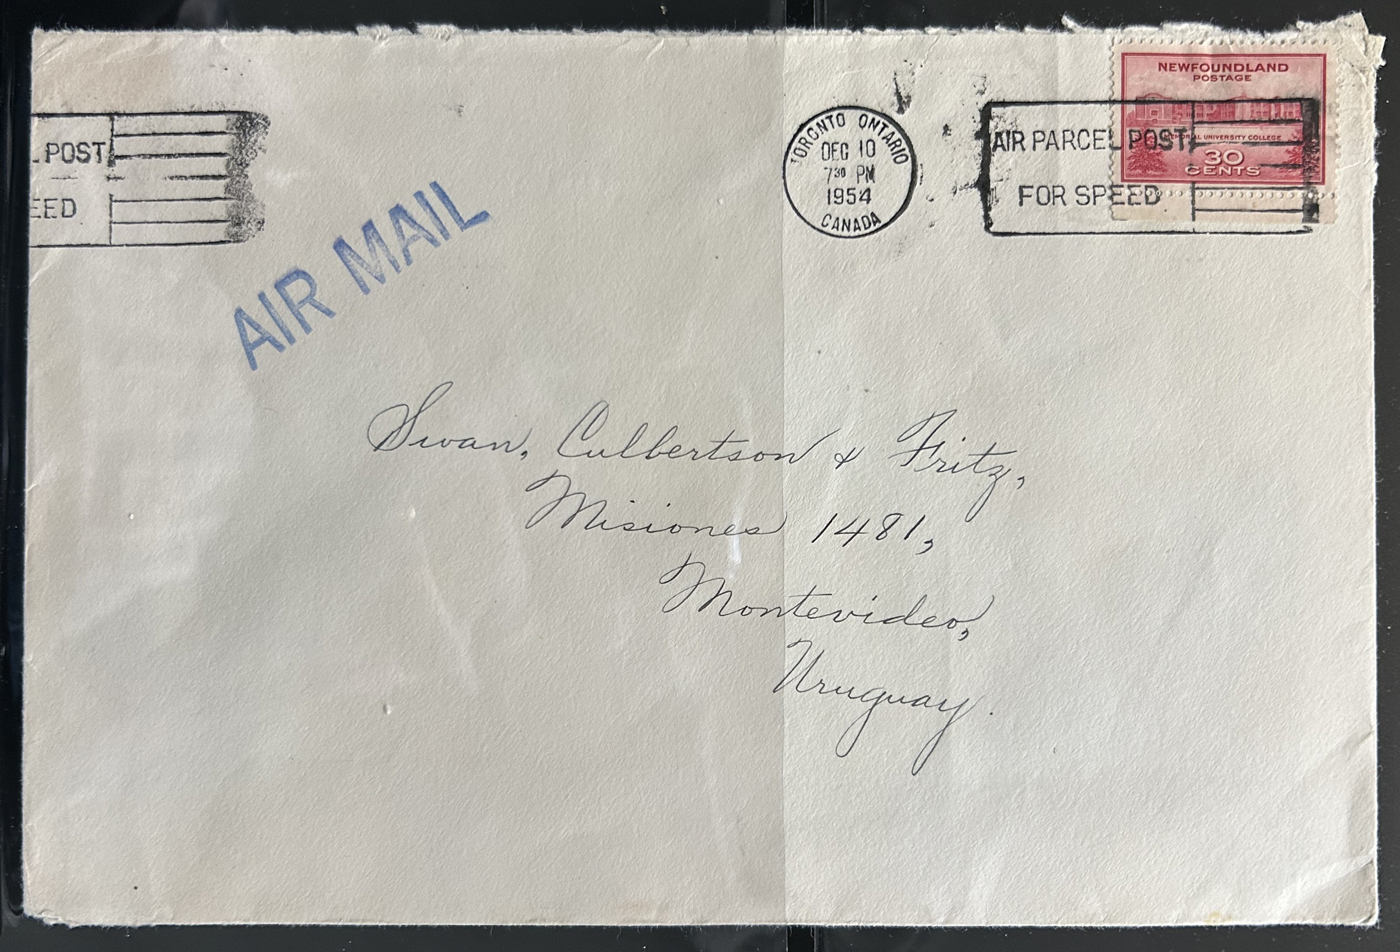 NEWFOUNDLAND
POSTAGE
MEMORIAL UNIVERSITY COLLEGE
30
CENTS
TORONTO ONTARIO
DEC 10
7³⁰ PM
1954
CANADA
AIR PARCEL POST
FOR SPEED
L POST
EED
AIR MAIL
Swan, Culbertson & Fritz,
Misiones 1481,
Montevideo,
Uruguay.